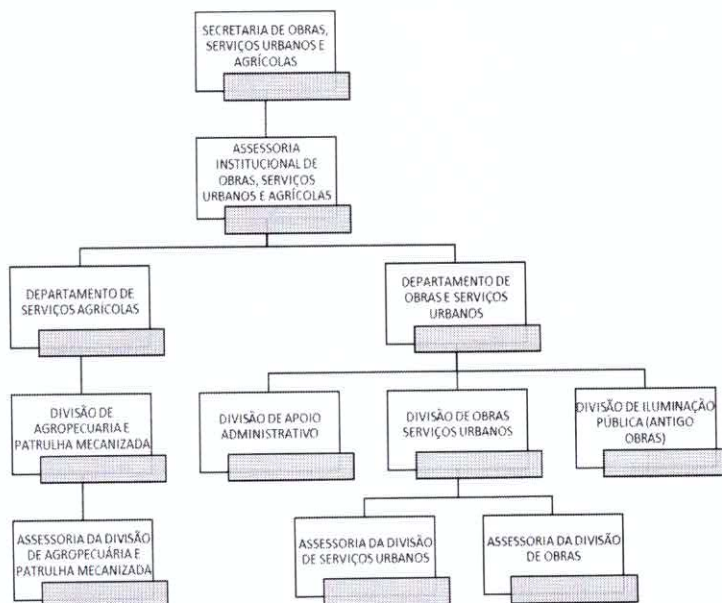 SECRETARIA DE OBRAS,
SERVIÇOS URBANOS E
AGRÍCOLAS
ASSESSORIA
INSTITUCIONAL DE
OBRAS, SERVIÇOS
URBANOS E AGRÍCOLAS
DEPARTAMENTO DE
SERVIÇOS AGRÍCOLAS
DEPARTAMENTO DE
OBRAS E SERVIÇOS
URBANOS
DIVISÃO DE
AGROPECUARIA E
PATRULHA MECANIZADA
DIVISÃO DE APOIO
ADMINISTRATIVO
DIVISÃO DE OBRAS
SERVIÇOS URBANOS
DIVISÃO DE ILUMINAÇÃO
PÚBLICA (ANTIGO
OBRAS)
ASSESSORIA DA DIVISÃO
DE AGROPECUÁRIA E
PATRULHA MECANIZADA
ASSESSORIA DA DIVISÃO
DE SERVIÇOS URBANOS
ASSESSORIA DA DIVISÃO
DE OBRAS